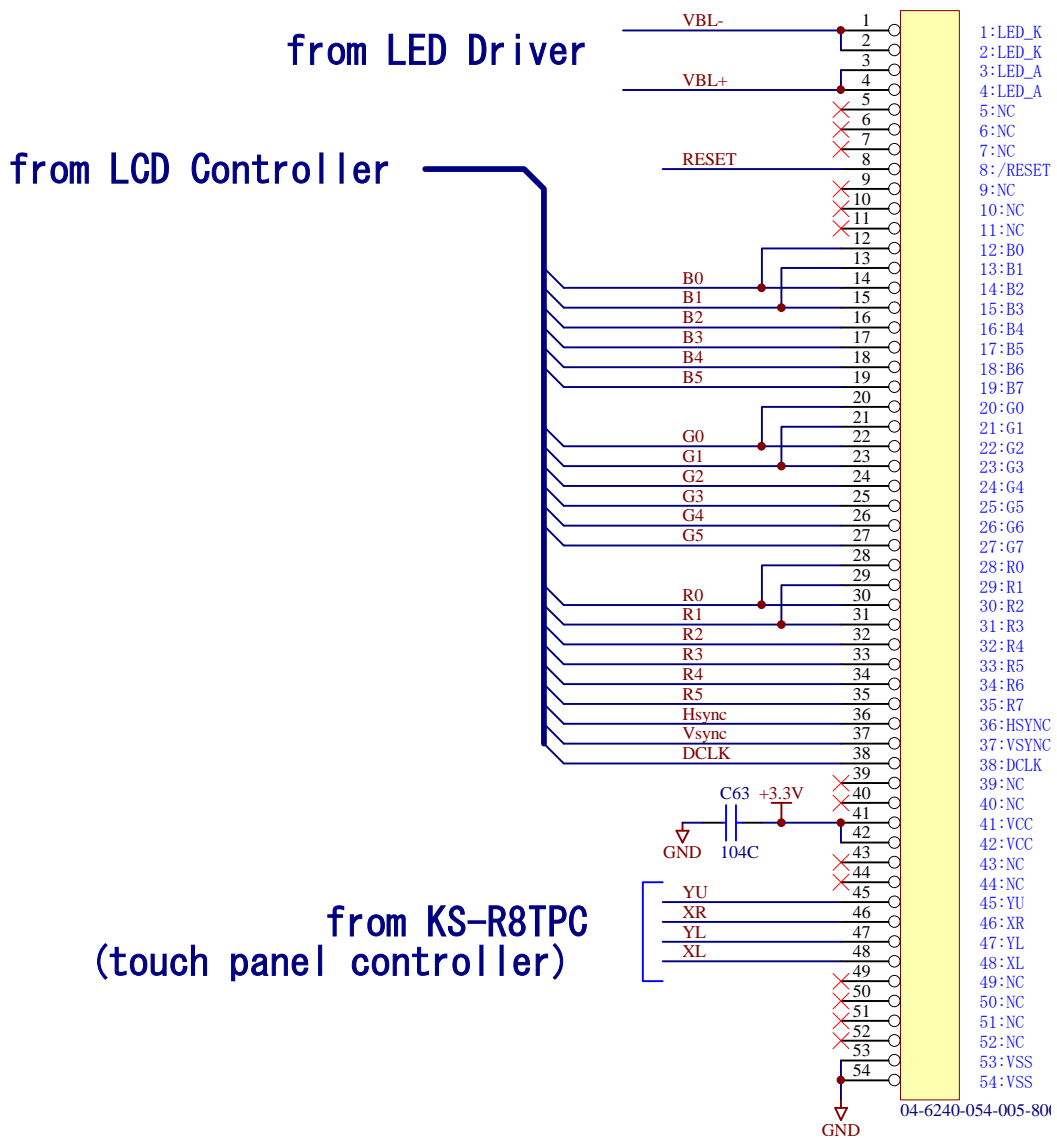 from LED Driver
from LCD Controller
from KS-R8TPC
(touch panel controller)
VBL- 1 1:LED_K
2 2:LED_K
3 3:LED_A
VBL+ 4 4:LED_A
5 5:NC
6 6:NC
7 7:NC
RESET 8 8:/RESET
9 9:NC
10 10:NC
11 11:NC
12 12:B0
13 13:B1
B0 14 14:B2
B1 15 15:B3
B2 16 16:B4
B3 17 17:B5
B4 18 18:B6
B5 19 19:B7
20 20:G0
21 21:G1
G0 22 22:G2
G1 23 23:G3
G2 24 24:G4
G3 25 25:G5
G4 26 26:G6
G5 27 27:G7
28 28:R0
29 29:R1
R0 30 30:R2
R1 31 31:R3
R2 32 32:R4
R3 33 33:R5
R4 34 34:R6
R5 35 35:R7
Hsync 36 36:HSYNC
Vsync 37 37:VSYNC
DCLK 38 38:DCLK
39 39:NC
C63 +3.3V 40 40:NC
41 41:VCC
GND 104C 42 42:VCC
43 43:NC
44 44:NC
YU 45 45:YU
XR 46 46:XR
YL 47 47:YL
XL 48 48:XL
49 49:NC
50 50:NC
51 51:NC
52 52:NC
53 53:VSS
54 54:VSS
GND